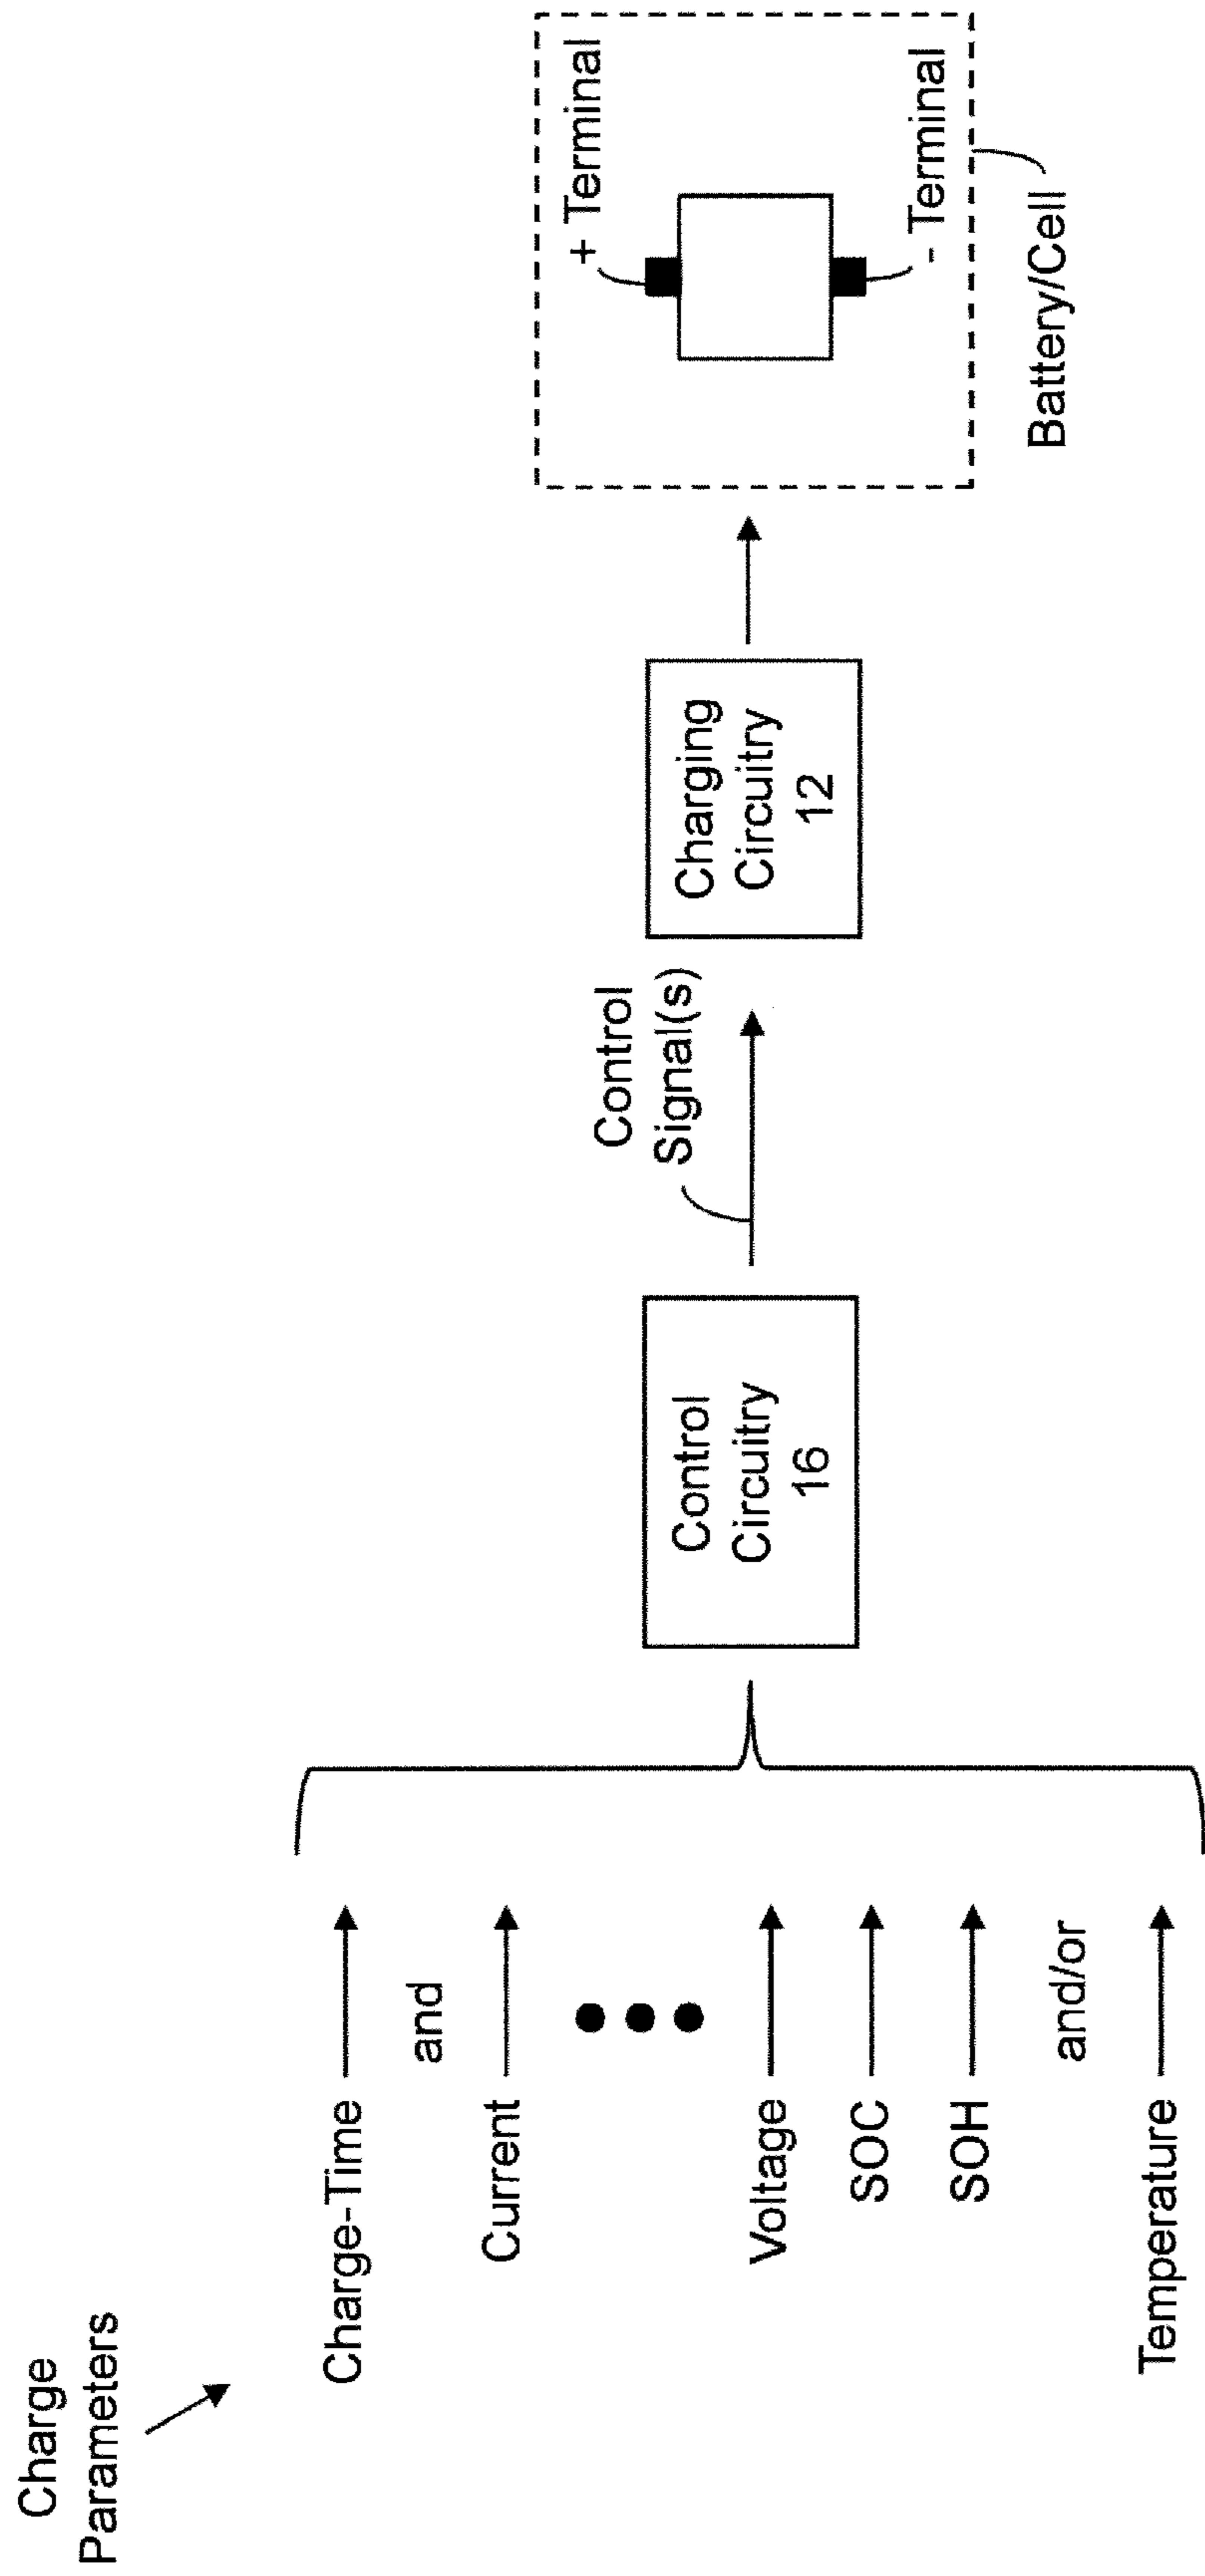 Charge
Parameters
Charge-Time
and
Current
Voltage
SOC
SOH
and/or
Temperature
Control
Circuitry
16
Control
Signal(s)
Charging
Circuitry
12
+ Terminal
- Terminal
Battery/Cell